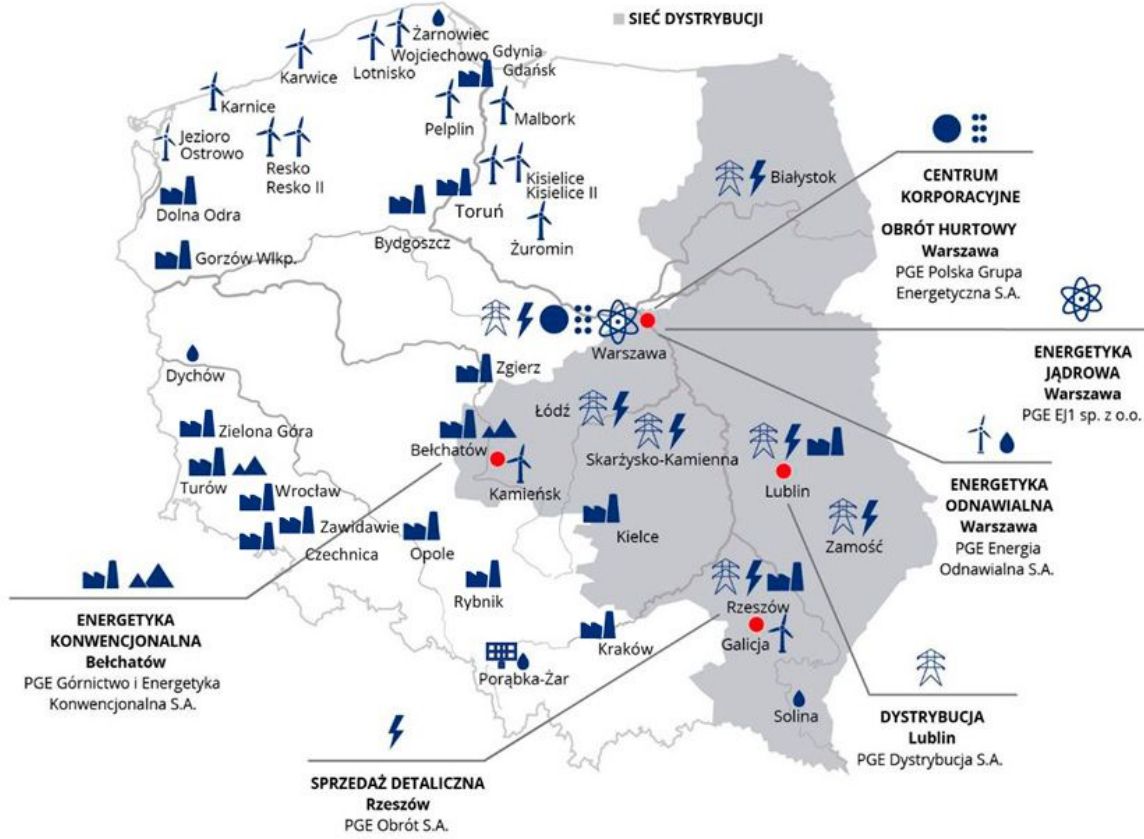 SIEĆ DYSTRYBUCJI
Żarnowiec
Wojciechowo
Gdynia
Gdańsk
Karwice
Lotnisko
Karnice
Pelplin
Malbork
Jezioro
Ostrowo
Resko
Resko II
Kisielice
Kisielice II
Białystok
Dolna Odra
Toruń
Bydgoszcz
Żuromin
Gorzów Wlkp.
CENTRUM
KORPORACYJNE
OBRÓT HURTOWY
Warszawa
PGE Polska Grupa
Energetyczna S.A.
Warszawa
ENERGETYKA
JĄDROWA
Warszawa
PGE EJ1 sp. z o.o.
Dychów
Zgierz
Łódź
Zielona Góra
Bełchatów
Skarżysko-Kamienna
Turów
Kamieńsk
Lublin
Wrocław
Zawidawie
Czechnica
Opole
Kielce
Zamość
ENERGETYKA
ODNAWIALNA
Warszawa
PGE Energia
Odnawialna S.A.
Rybnik
Rzeszów
Galicja
Kraków
Porąbka-Żar
Solina
ENERGETYKA
KONWENCJONALNA
Bełchatów
PGE Górnictwo i Energetyka
Konwencjonalna S.A.
DYSTRYBUCJA
Lublin
PGE Dystrybucja S.A.
SPRZEDAŻ DETALICZNA
Rzeszów
PGE Obrót S.A.